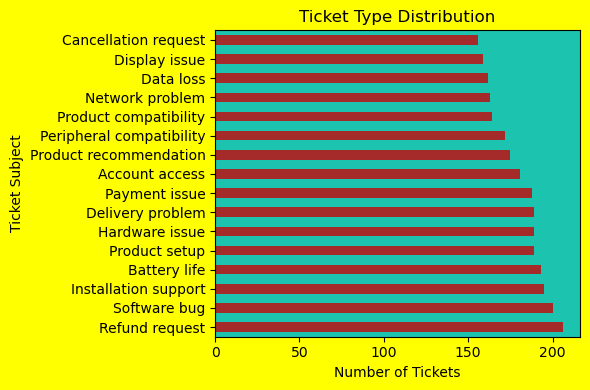 Ticket Type Distribution
Cancellation request
Display issue
Data loss
Network problem
Product compatibility
Peripheral compatibility
Product recommendation
Account access
Payment issue
Delivery problem
Hardware issue
Product setup
Battery life
Installation support
Software bug
Refund request
Ticket Subject
0 50 100 150 200
Number of Tickets